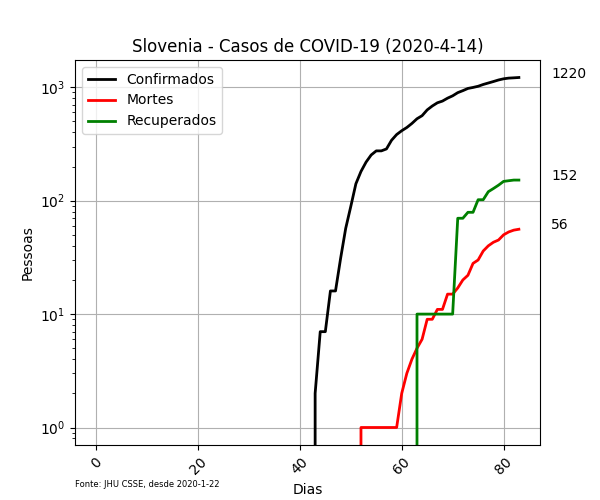 Slovenia - Casos de COVID-19 (2020-4-14)
Confirmados
Mortes
Recuperados
1220
152
56
Pessoas
10³
10²
10¹
10⁰
0 20 40 60 80
Dias
Fonte: JHU CSSE, desde 2020-1-22